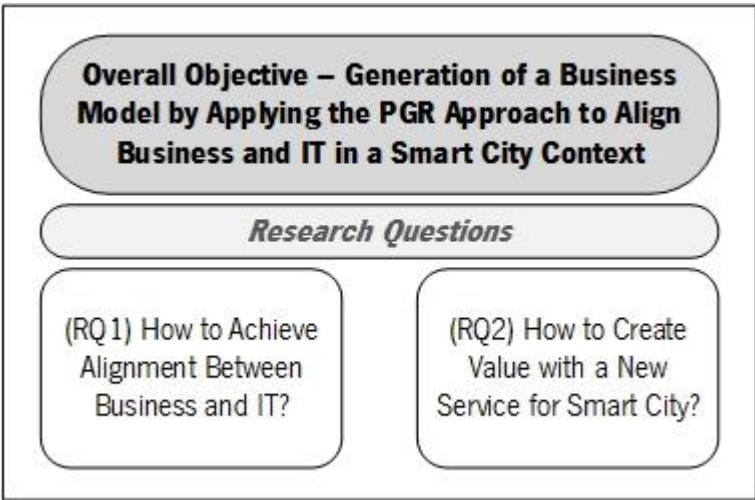 Overall Objective – Generation of a Business
Model by Applying the PGR Approach to Align
Business and IT in a Smart City Context
Research Questions
(RQ1) How to Achieve
Alignment Between
Business and IT?
(RQ2) How to Create
Value with a New
Service for Smart City?